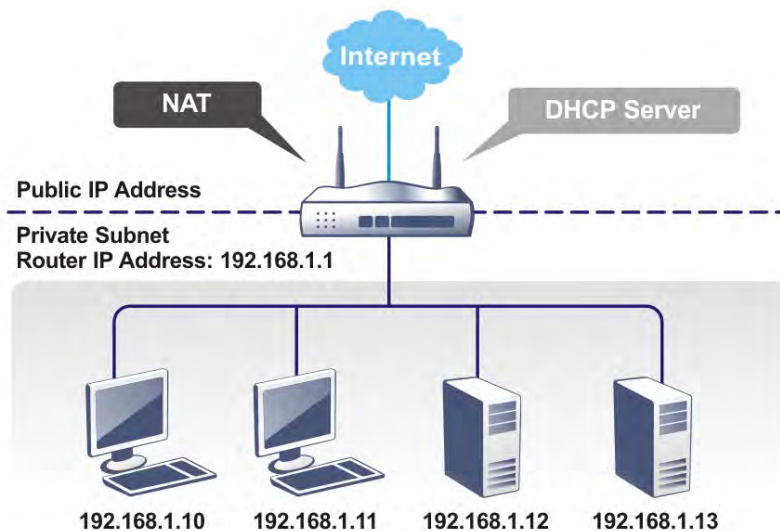 Internet
NAT
DHCP Server
Public IP Address
Private Subnet
Router IP Address: 192.168.1.1
192.168.1.10
192.168.1.11
192.168.1.12
192.168.1.13